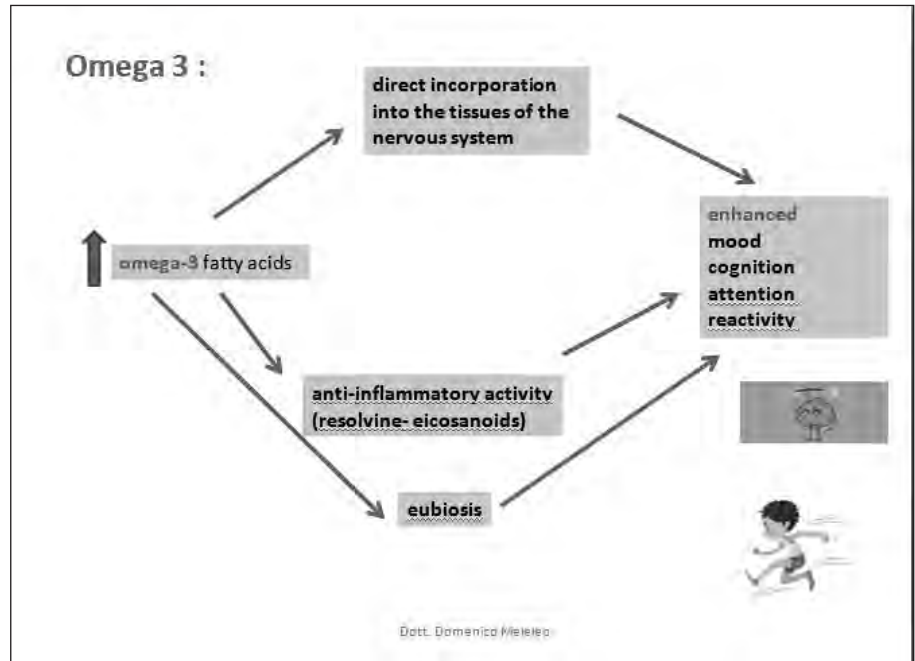 Omega 3 :
direct incorporation
into the tissues of the
nervous system
omega-3 fatty acids
enhanced
mood
cognition
attention
reactivity
anti-inflammatory activity
(resolvine- eicosanoids)
eubiosis
Dott. Domenico Meleleo